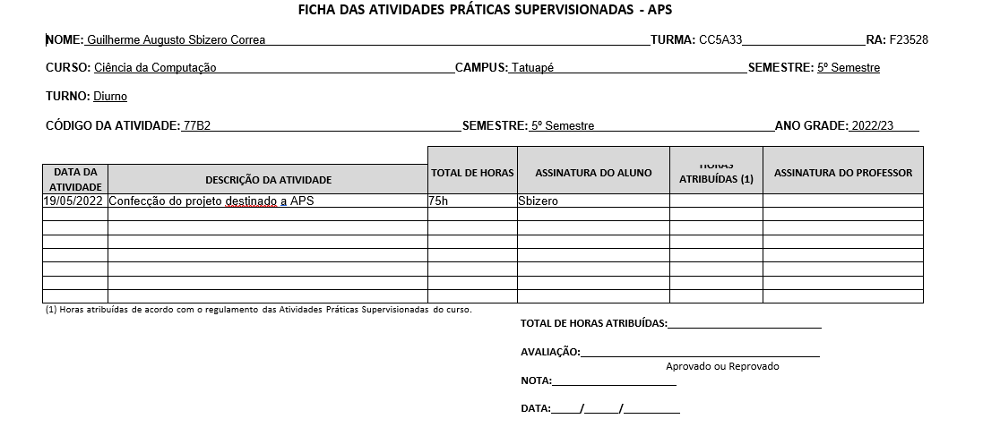 FICHA DAS ATIVIDADES PRÁTICAS SUPERVISIONADAS - APS
NOME: Guilherme Augusto Sbizero Correa TURMA: CC5A33 RA: F23528
CURSO: Ciência da Computação CAMPUS: Tatuapé SEMESTRE: 5º Semestre
TURNO: Diurno
CÓDIGO DA ATIVIDADE: 77B2 SEMESTRE: 5º Semestre ANO GRADE: 2022/23
DATA DA ATIVIDADE DESCRIÇÃO DA ATIVIDADE TOTAL DE HORAS ASSINATURA DO ALUNO HORAS ATRIBUÍDAS (1) ASSINATURA DO PROFESSOR
19/05/2022 Confecção do projeto destinado a APS 75h Sbizero
(1) Horas atribuídas de acordo com o regulamento das Atividades Práticas Supervisionadas do curso.
TOTAL DE HORAS ATRIBUÍDAS:
AVALIAÇÃO:
Aprovado ou Reprovado
NOTA:
DATA:____/____/________